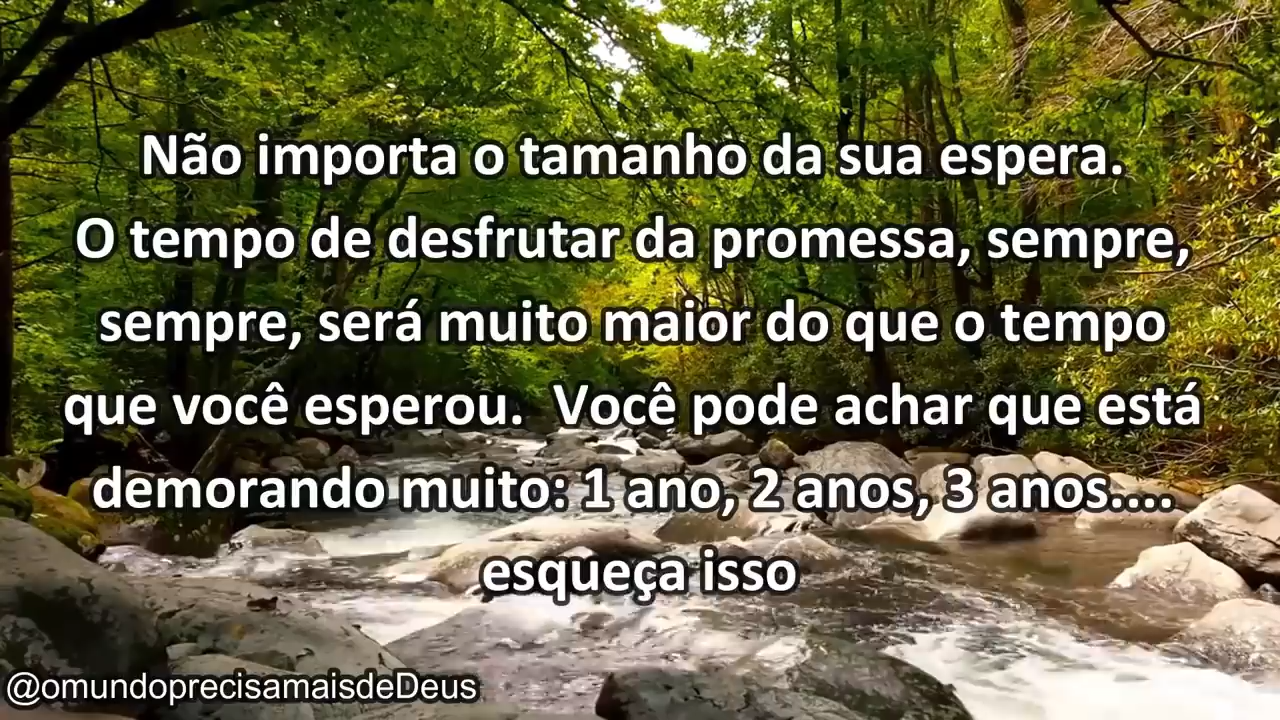 Não importa o tamanho da sua espera.
O tempo de desfrutar da promessa, sempre,
sempre, será muito maior do que o tempo
que você esperou.  Você pode achar que está
demorando muito: 1 ano, 2 anos, 3 anos....
esqueça isso
@omundoprecisamaisdeDeus